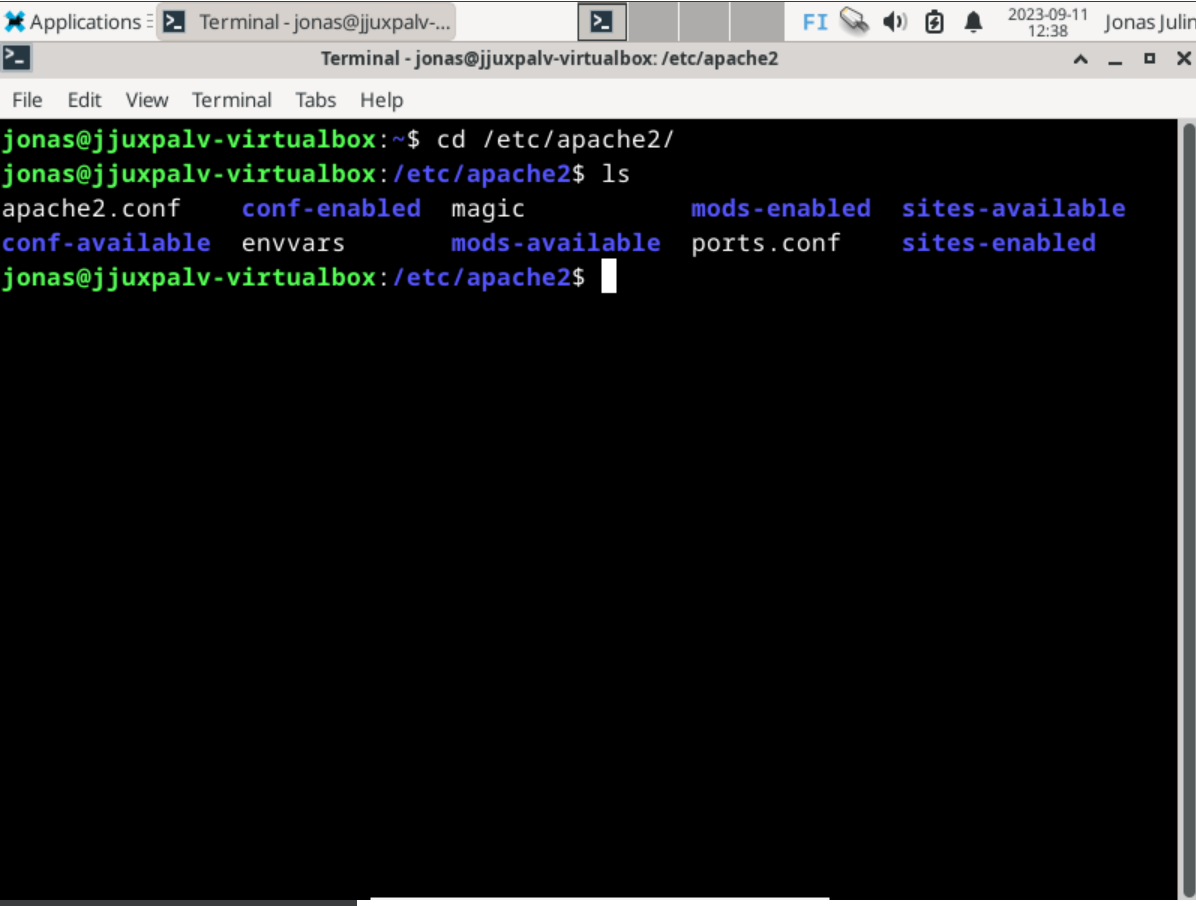 Applications Terminal - jonas@jjuxpalv-... FI 2023-09-11 Jonas Julin
12:38
Terminal - jonas@jjuxpalv-virtualbox: /etc/apache2
File Edit View Terminal Tabs Help
jonas@jjuxpalv-virtualbox:~$ cd /etc/apache2/
jonas@jjuxpalv-virtualbox:/etc/apache2$ ls
apache2.conf conf-enabled magic mods-enabled sites-available
conf-available envvars mods-available ports.conf sites-enabled
jonas@jjuxpalv-virtualbox:/etc/apache2$